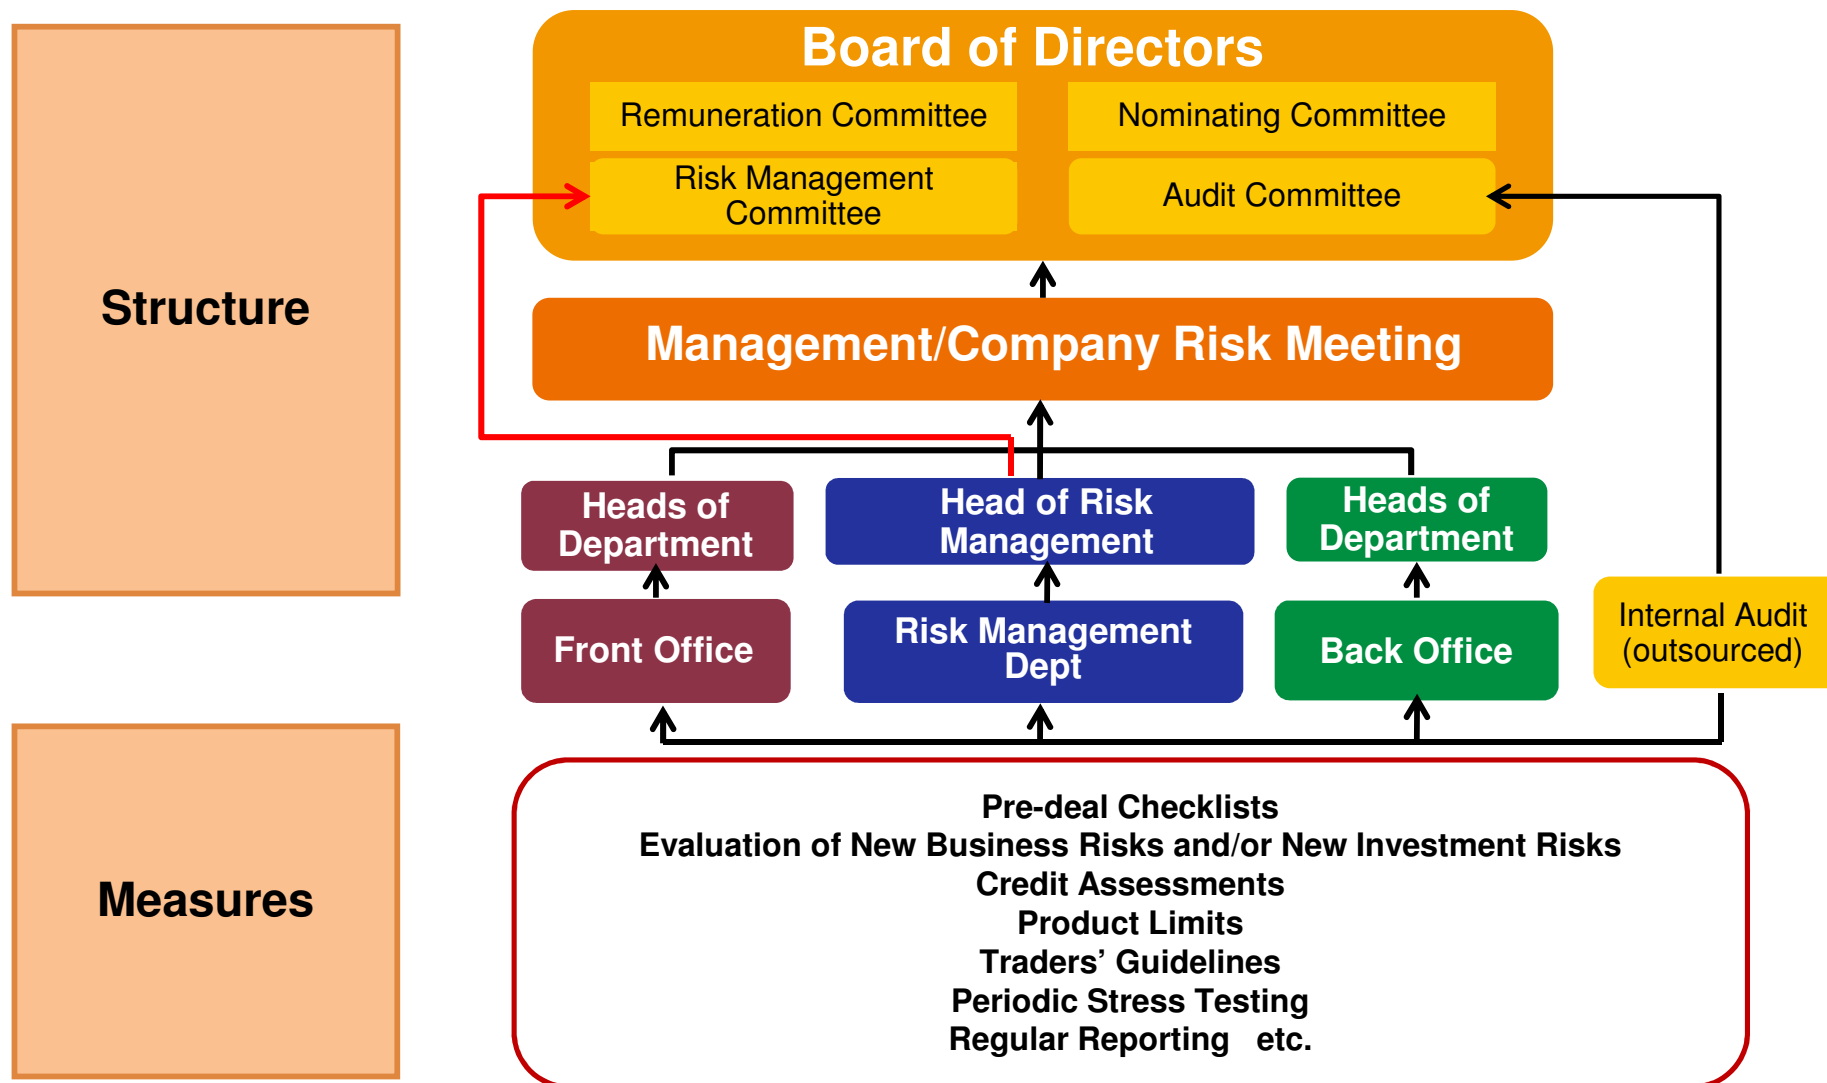 Structure
Board of Directors
Remuneration Committee
Nominating Committee
Risk Management
Committee
Audit Committee
Management/Company Risk Meeting
Heads of
Department
Head of Risk
Management
Heads of
Department
Front Office
Risk Management
Dept
Back Office
Internal Audit
(outsourced)
Measures
Pre-deal Checklists
Evaluation of New Business Risks and/or New Investment Risks
Credit Assessments
Product Limits
Traders’ Guidelines
Periodic Stress Testing
Regular Reporting etc.